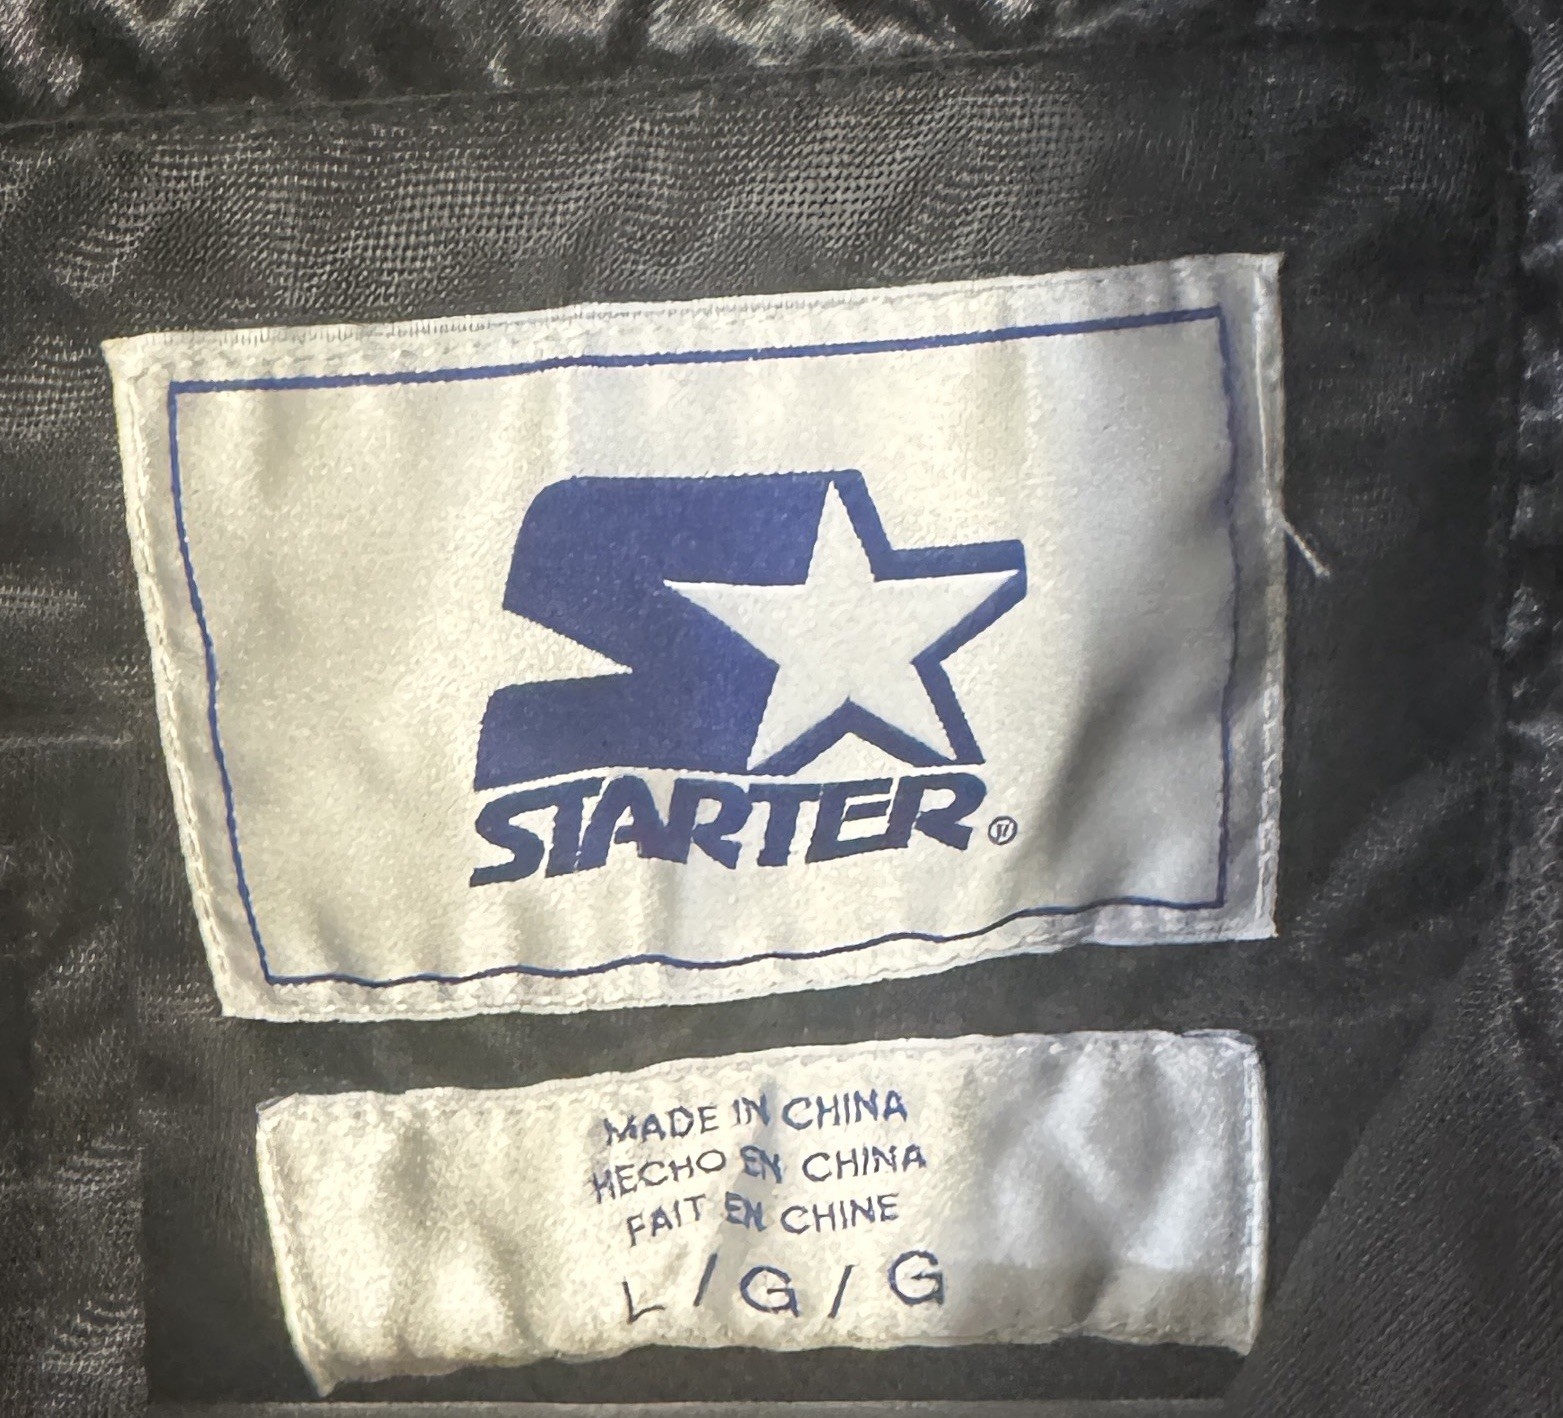 STARTER®
MADE IN CHINA
HECHO EN CHINA
FAIT EN CHINE
L / G / G